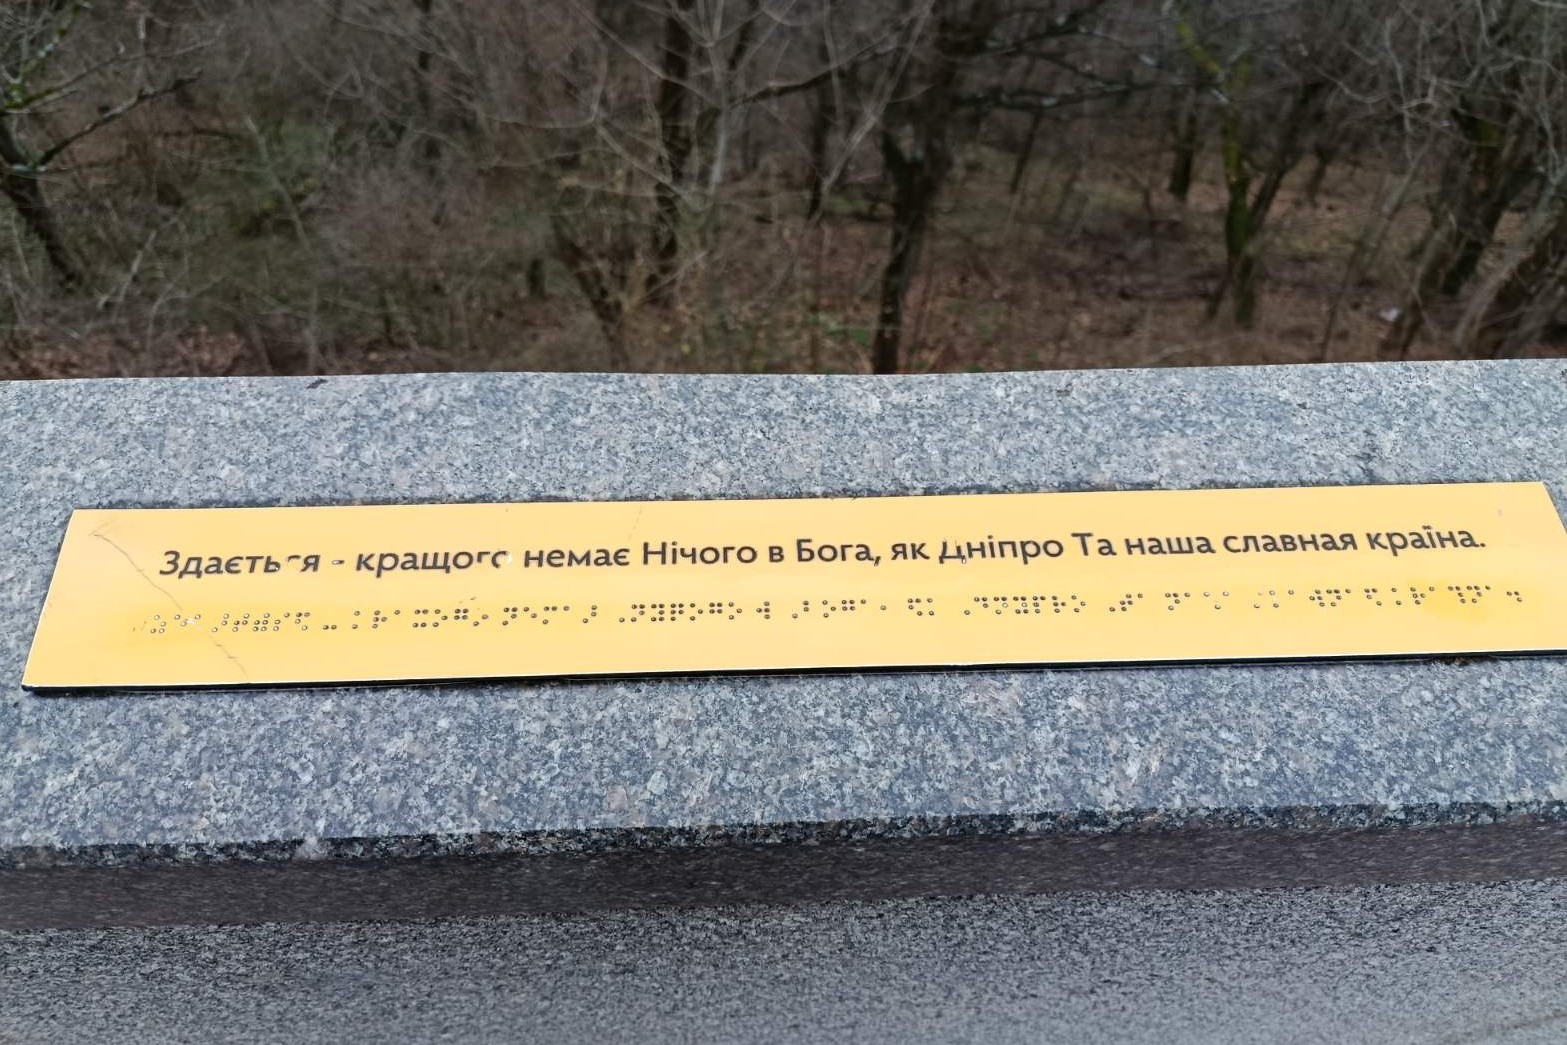 Здається - кращого немає Нічого в Бога, як Дніпро Та наша славная країна.